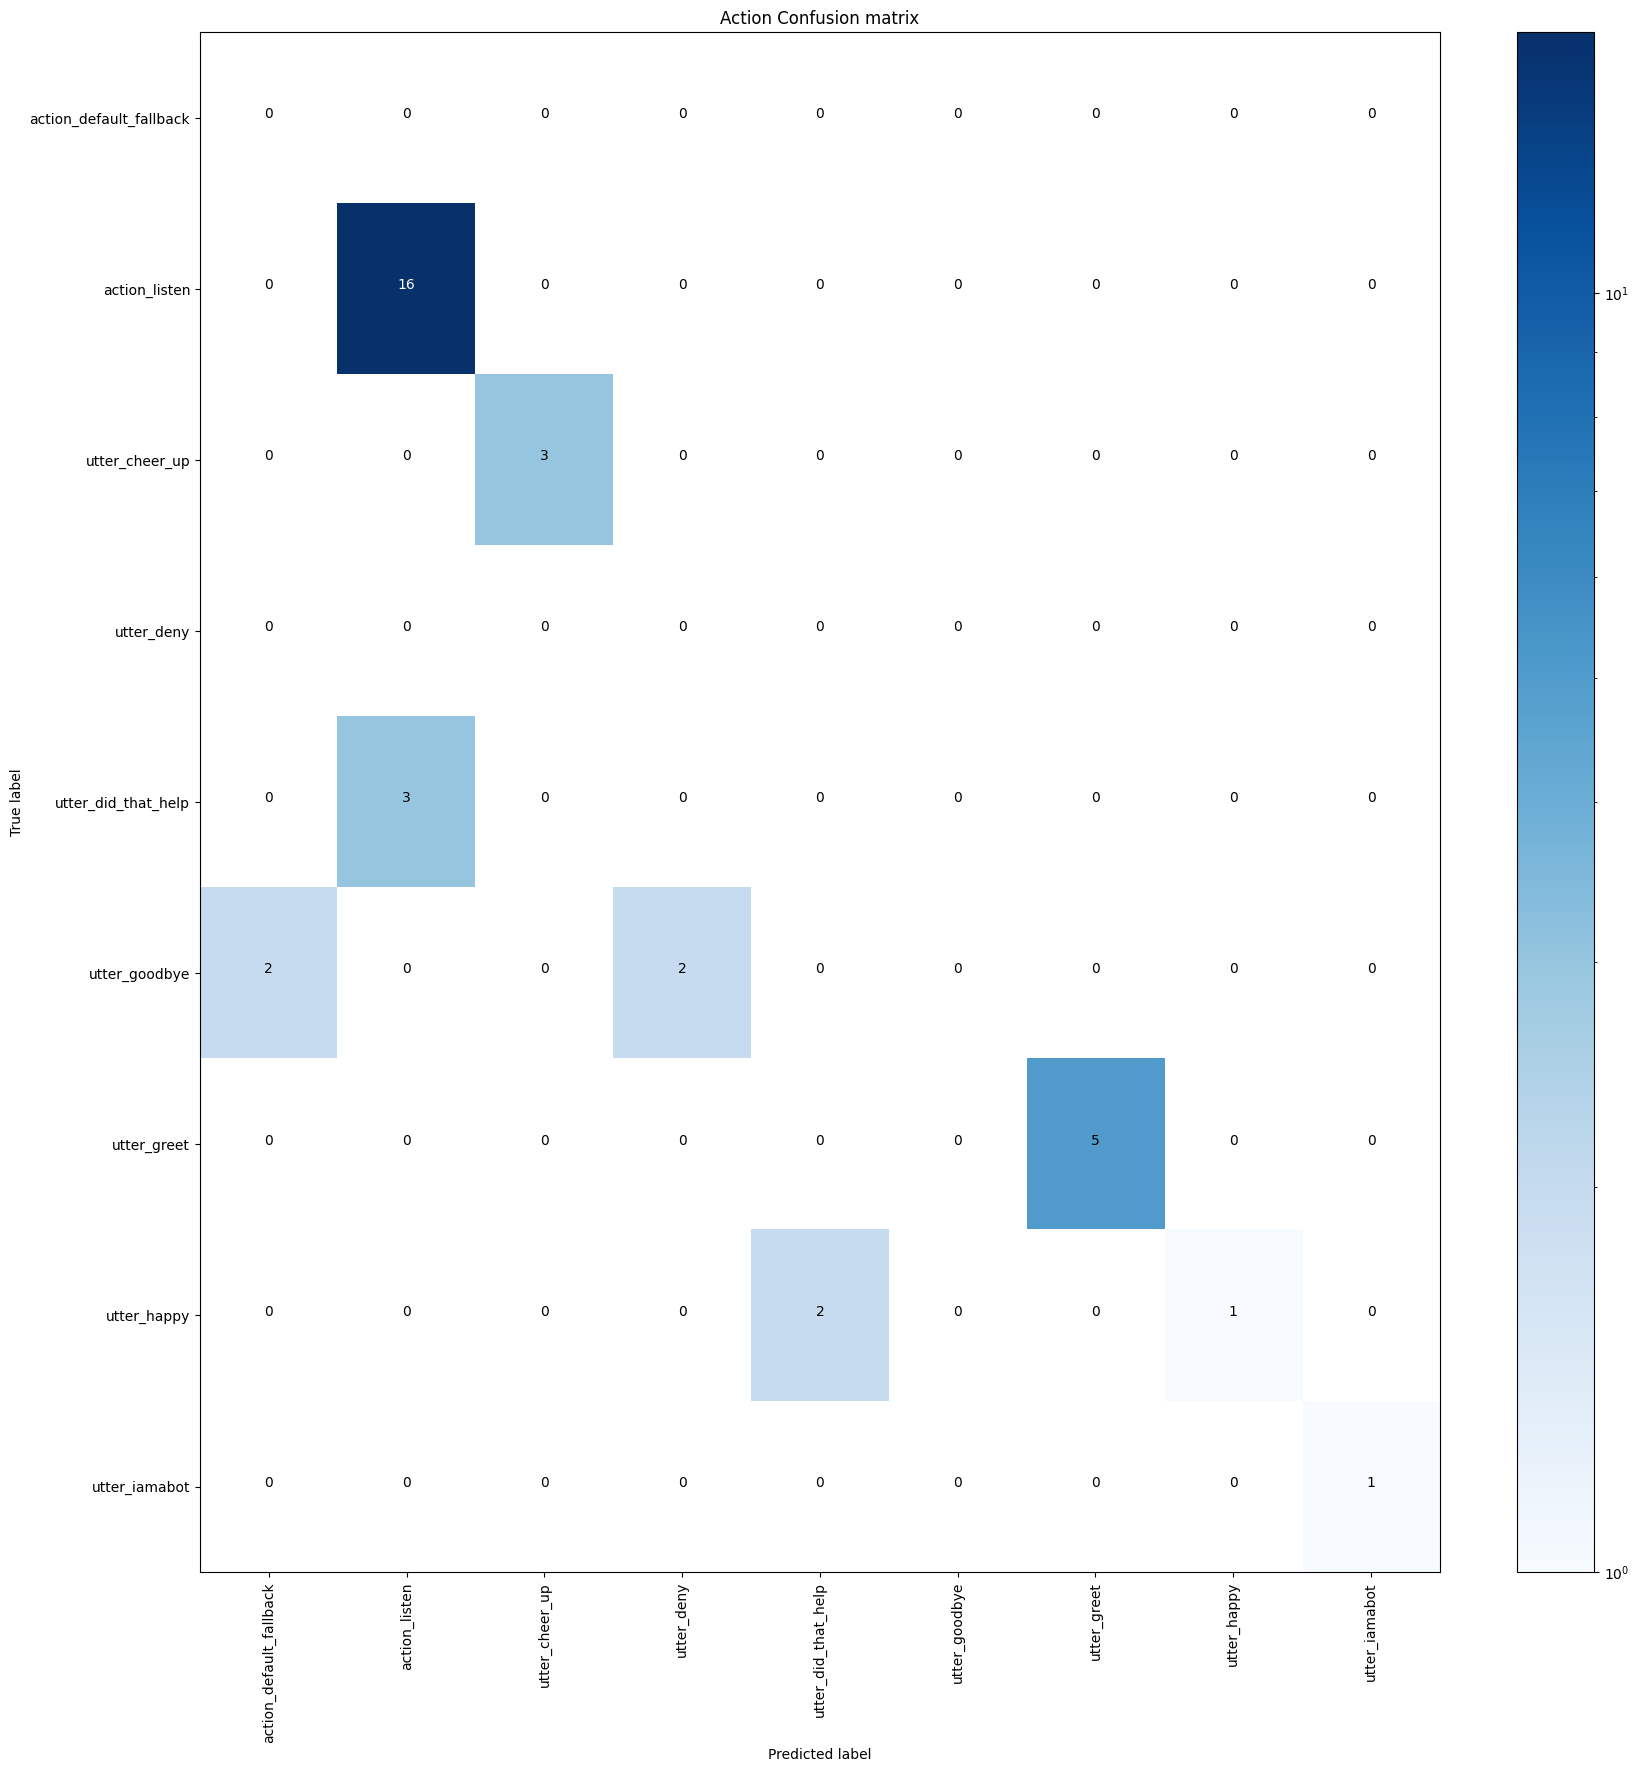 Action Confusion matrix
action_default_fallback 0 0 0 0 0 0 0 0 0
action_listen 0 16 0 0 0 0 0 0 0
10¹
utter_cheer_up 0 0 3 0 0 0 0 0 0
utter_deny 0 0 0 0 0 0 0 0 0
True label
utter_did_that_help 0 3 0 0 0 0 0 0 0
utter_goodbye 2 0 0 2 0 0 0 0 0
utter_greet 0 0 0 0 0 0 5 0 0
utter_happy 0 0 0 0 2 0 0 1 0
utter_iamabot 0 0 0 0 0 0 0 0 1
10⁰
action_default_fallback
action_listen
utter_cheer_up
utter_deny
utter_did_that_help
utter_goodbye
utter_greet
utter_happy
utter_iamabot
Predicted label